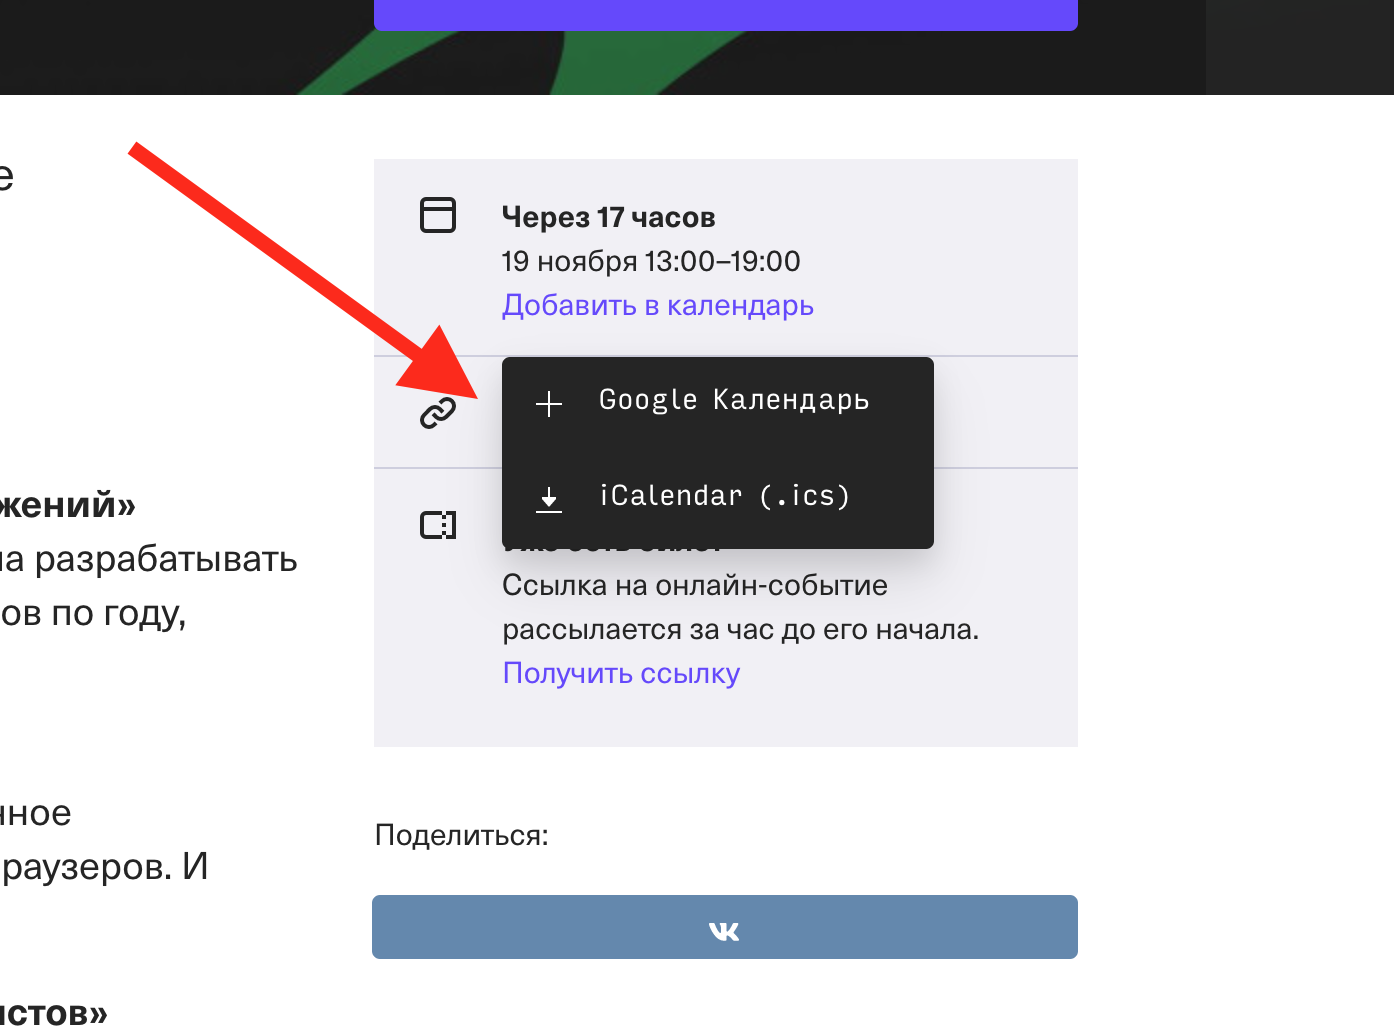 е
Через 17 часов
19 ноября 13:00–19:00
Добавить в календарь
Google Календарь
iCalendar (.ics)
жений»
на разрабатывать
ов по году,
Ссылка на онлайн-событие
рассылается за час до его начала.
Получить ссылку
нное
раузеров. И
Поделиться:
истов»